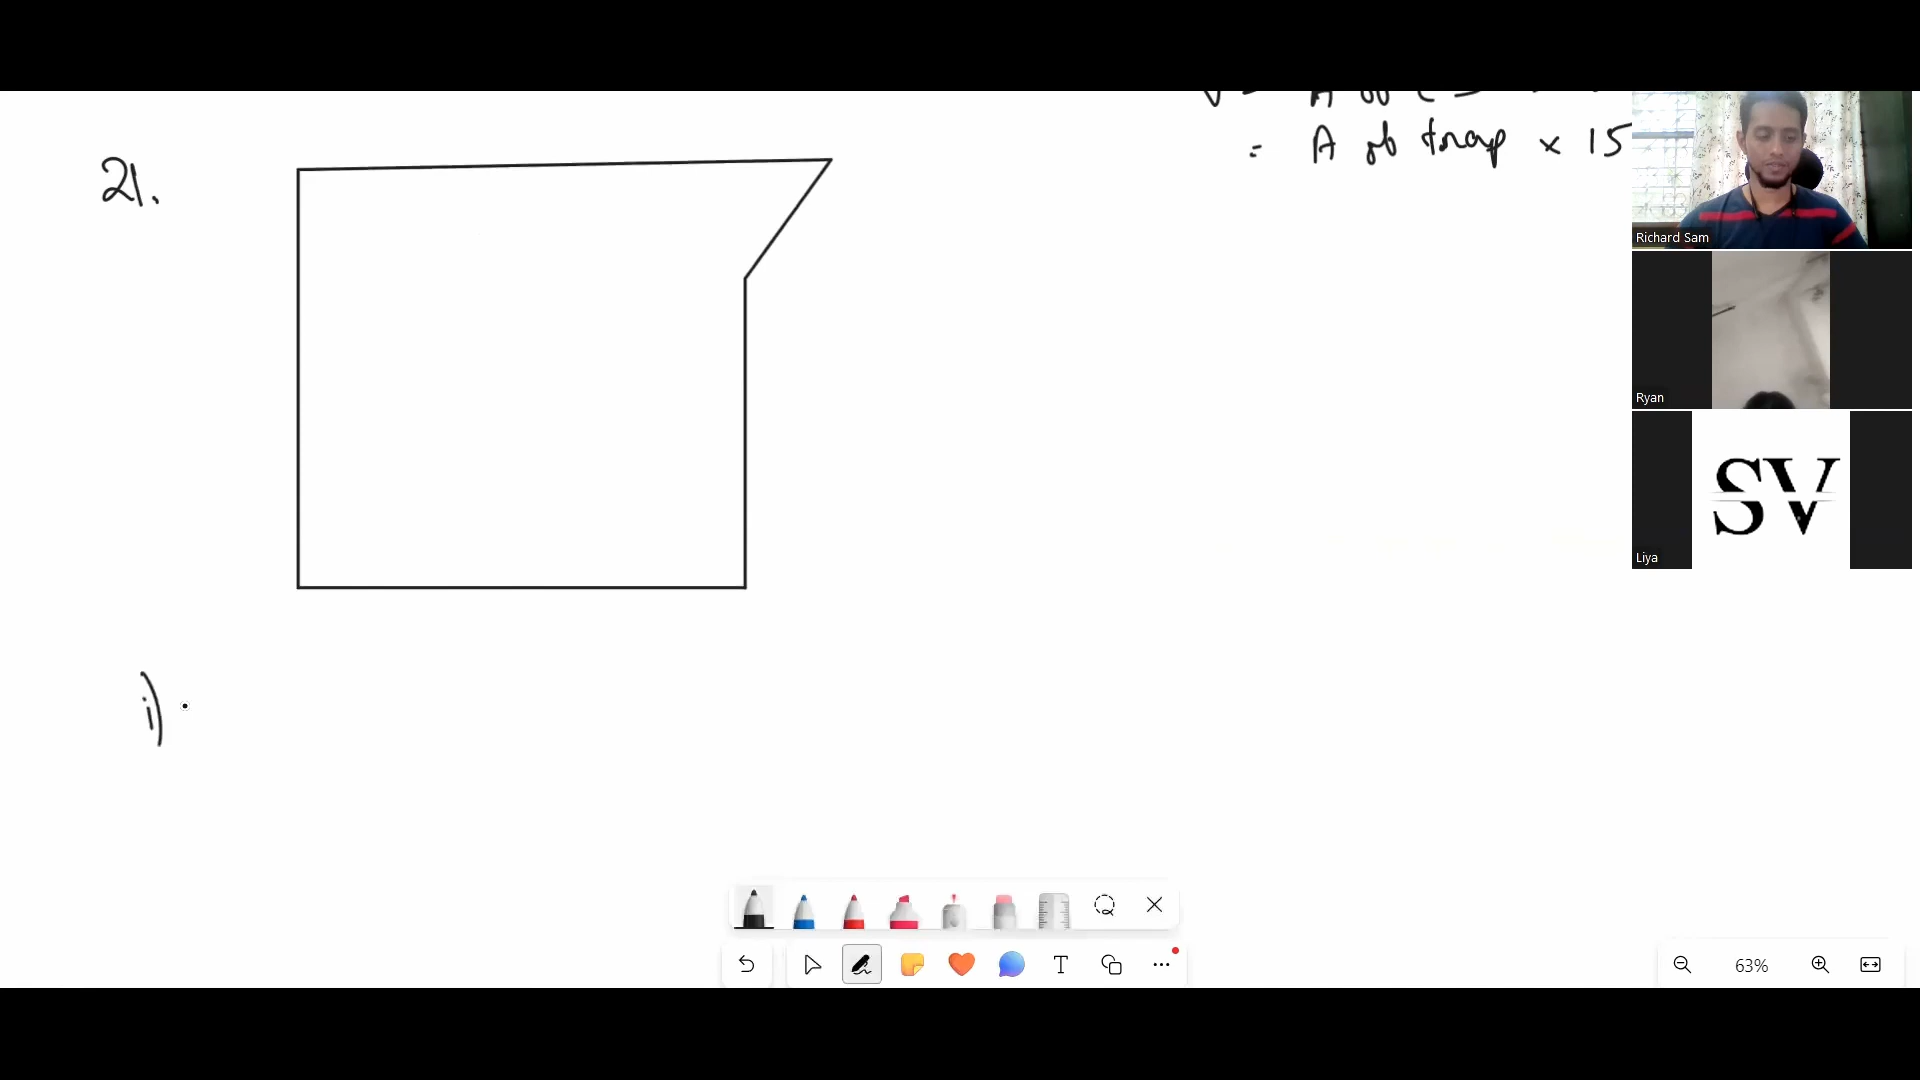 = A of trap × 15
21.
i)
Richard Sam
Ryan
SV
Liya
T
63%